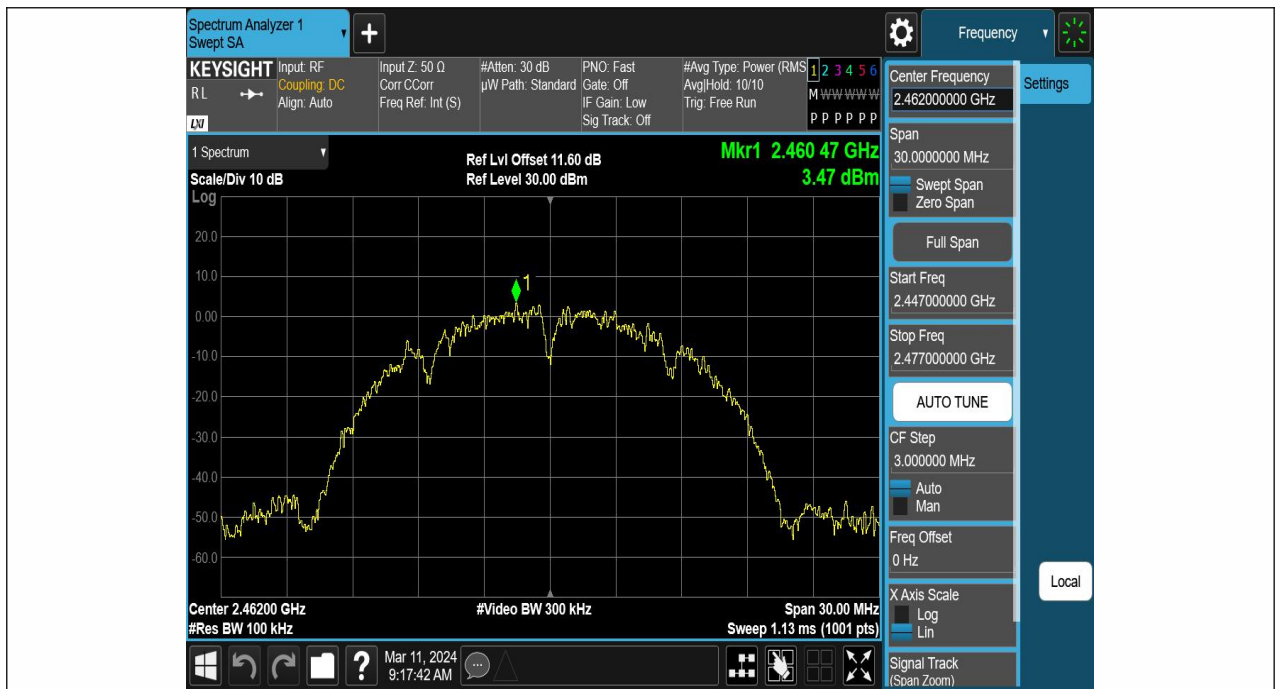 Spectrum Analyzer 1
Swept SA
Frequency
KEYSIGHT
R L
LXI
Input: RF
Coupling: DC
Align: Auto
Input Z: 50 Ω
Corr CCorr
Freq Ref: Int (S)
#Atten: 30 dB
µW Path: Standard
PNO: Fast
Gate: Off
IF Gain: Low
Sig Track: Off
#Avg Type: Power (RMS
Avg|Hold: 10/10
Trig: Free Run
1 2 3 4 5 6
M W W W W W
P P P P P P
1 Spectrum
Scale/Div 10 dB
Log
Ref Lvl Offset 11.60 dB
Ref Level 30.00 dBm
Mkr1 2.460 47 GHz
3.47 dBm
20.0
10.0
0.00
-10.0
-20.0
-30.0
-40.0
-50.0
-60.0
1
Center 2.46200 GHz
#Res BW 100 kHz
#Video BW 300 kHz
Span 30.00 MHz
Sweep 1.13 ms (1001 pts)
Center Frequency
2.462000000 GHz
Span
30.0000000 MHz
Swept Span
Zero Span
Full Span
Start Freq
2.447000000 GHz
Stop Freq
2.477000000 GHz
AUTO TUNE
CF Step
3.000000 MHz
Auto
Man
Freq Offset
0 Hz
X Axis Scale
Log
Lin
Signal Track
(Span Zoom)
Settings
Local
?
Mar 11, 2024
9:17:42 AM